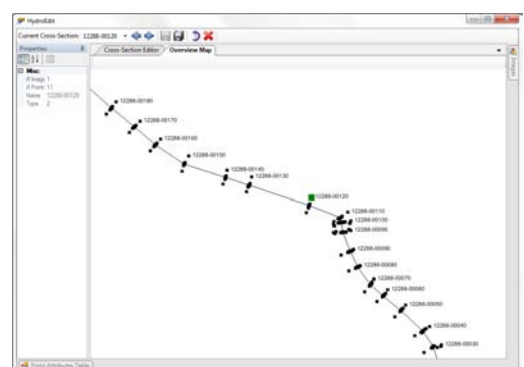 HydroEdit
Current Cross-Section: 12288-00120
Properties
Cross-Section Editor
Overview Map
Images
Misc
# Imag 1
# Point 11
Name 12288-00120
Type 2
12288-00180
12288-00170
12288-00160
12288-00150
12288-00140
12288-00130
12288-00120
12288-00110
12288-00100
12288-00095
12288-00090
12288-00080
12288-00070
12288-00060
12288-00050
12288-00040
12288-00030
Point Attributes Table